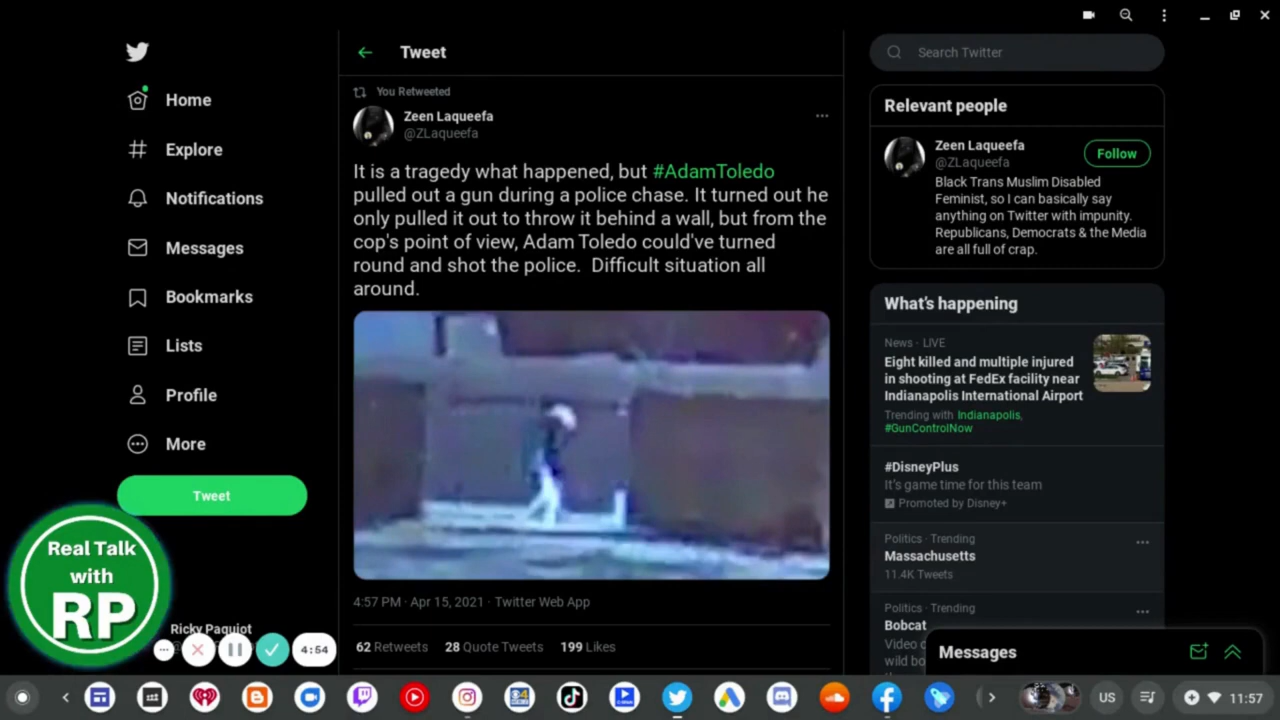 Tweet
Search Twitter
Home
Explore
Notifications
Messages
Bookmarks
Lists
Profile
More
Tweet
Real Talk
with
RP
Ricky Paquiot
4:54
You Retweeted
Zeen Laqueefa
@ZLaqueefa
It is a tragedy what happened, but #AdamToledo
pulled out a gun during a police chase. It turned out he
only pulled it out to throw it behind a wall, but from the
cop's point of view, Adam Toledo could've turned
round and shot the police. Difficult situation all
around.
4:57 PM · Apr 15, 2021 · Twitter Web App
62 Retweets 28 Quote Tweets 199 Likes
Relevant people
Zeen Laqueefa
@ZLaqueefa
Follow
Black Trans Muslim Disabled
Feminist, so I can basically say
anything on Twitter with impunity.
Republicans, Democrats & the Media
are all full of crap.
What's happening
News · LIVE
Eight killed and multiple injured
in shooting at FedEx facility near
Indianapolis International Airport
Trending with Indianapolis,
#GunControlNow
#DisneyPlus
It's game time for this team
Promoted by Disney+
Politics · Trending
Massachusetts
11.4K Tweets
Politics · Trending
Bobcat
Video
wild bo
Messages
US
11:57